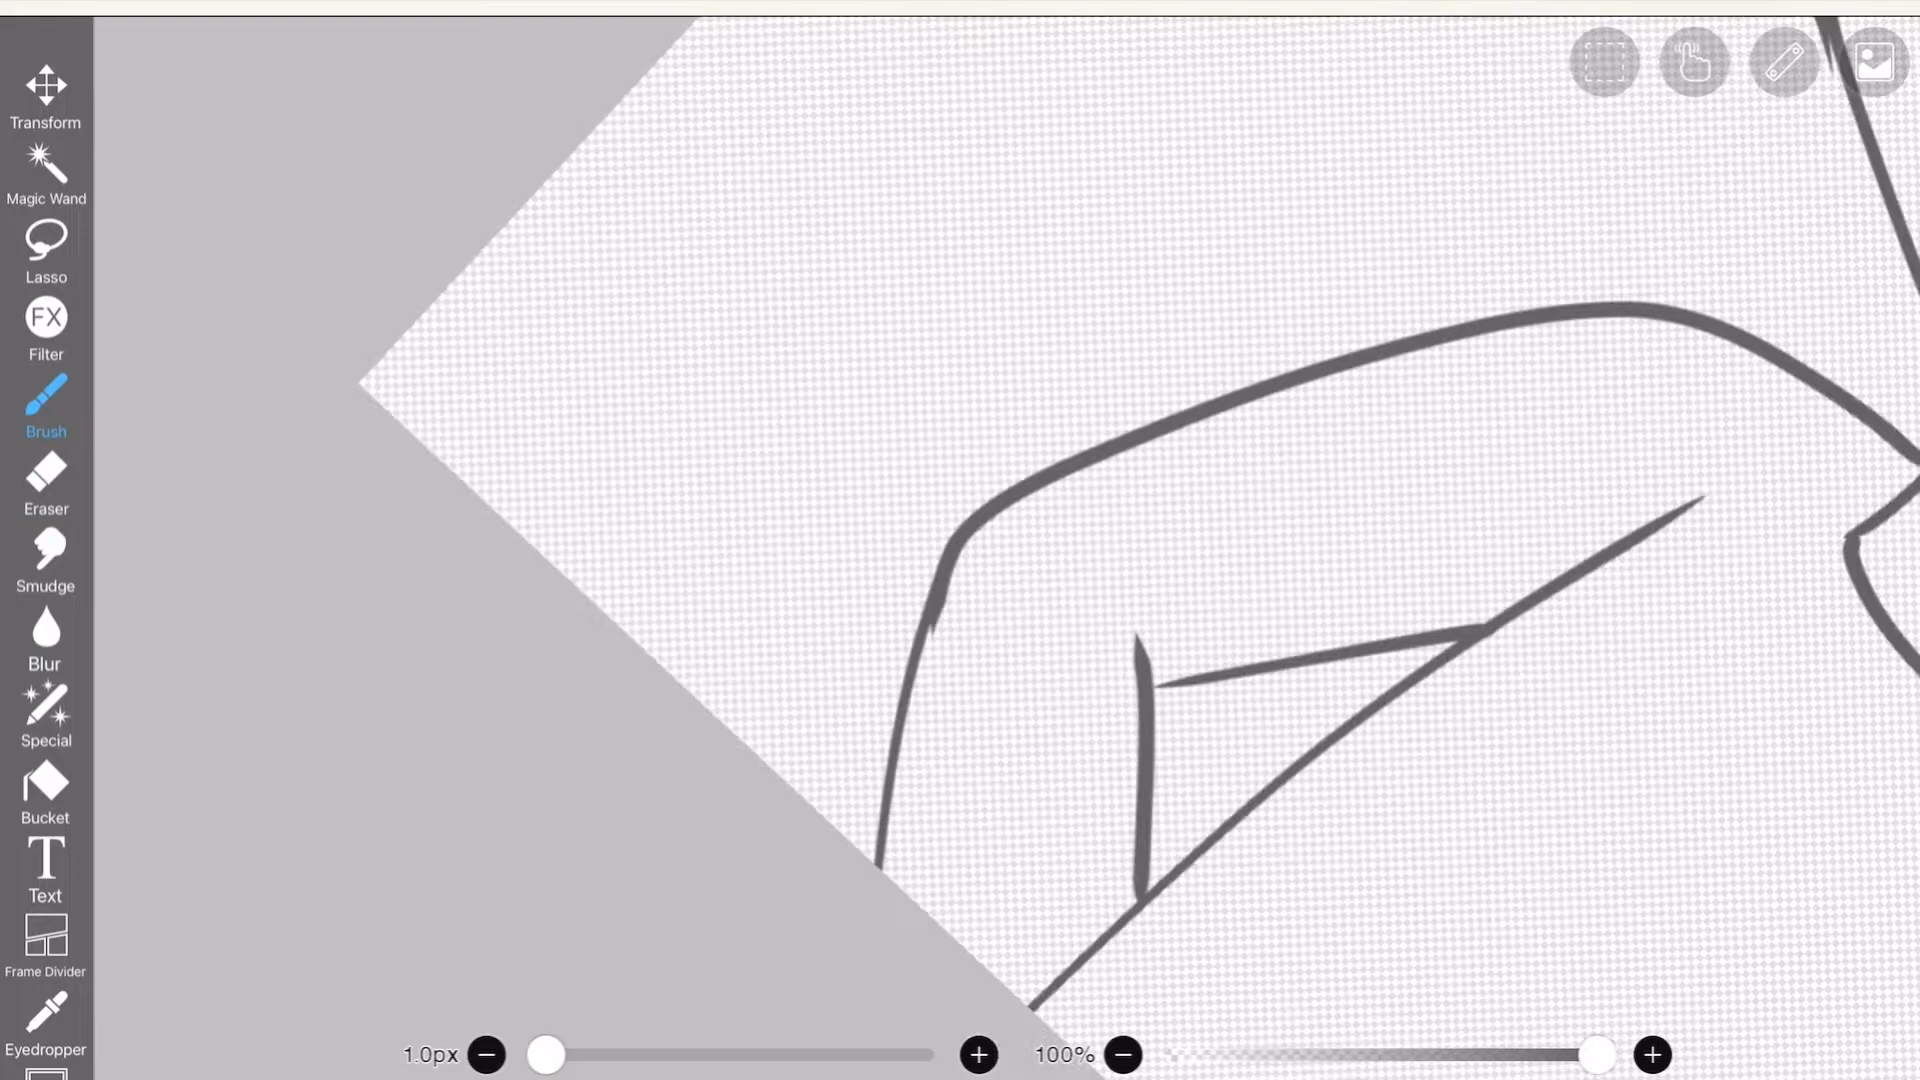 Transform
Magic Wand
Lasso
FX
Filter
Brush
Eraser
Smudge
Blur
Special
Bucket
T
Text
Frame Divider
Eyedropper
1.0px
100%